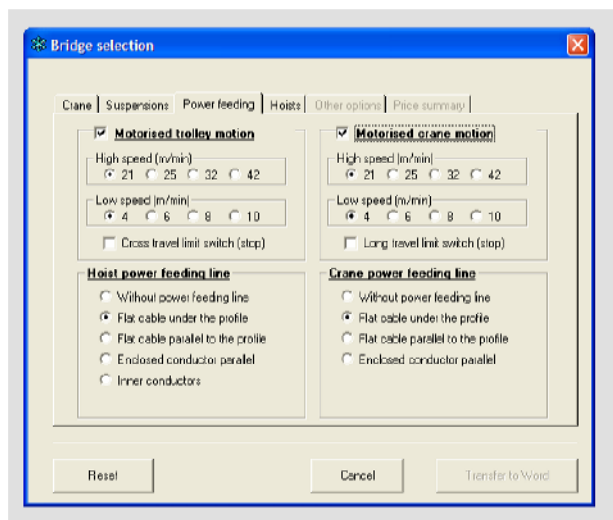 Bridge selection
Crane Suspensions Power feeding Hoists Other options Price summary
Motorised trolley motion
High speed (m/min)
21 25 32 42
Low speed (m/min)
4 6 8 10
Cross travel limit switch (stop)
Motorised crane motion
High speed (m/min)
21 25 32 42
Low speed (m/min)
4 6 8 10
Long travel limit switch (stop)
Hoist power feeding line
Without power feeding line
Flat cable under the profile
Flat cable parallel to the profile
Enclosed conductor parallel
Inner conductors
Crane power feeding line
Without power feeding line
Flat cable under the profile
Flat cable parallel to the profile
Enclosed conductor parallel
Reset Cancel Transfer to Word